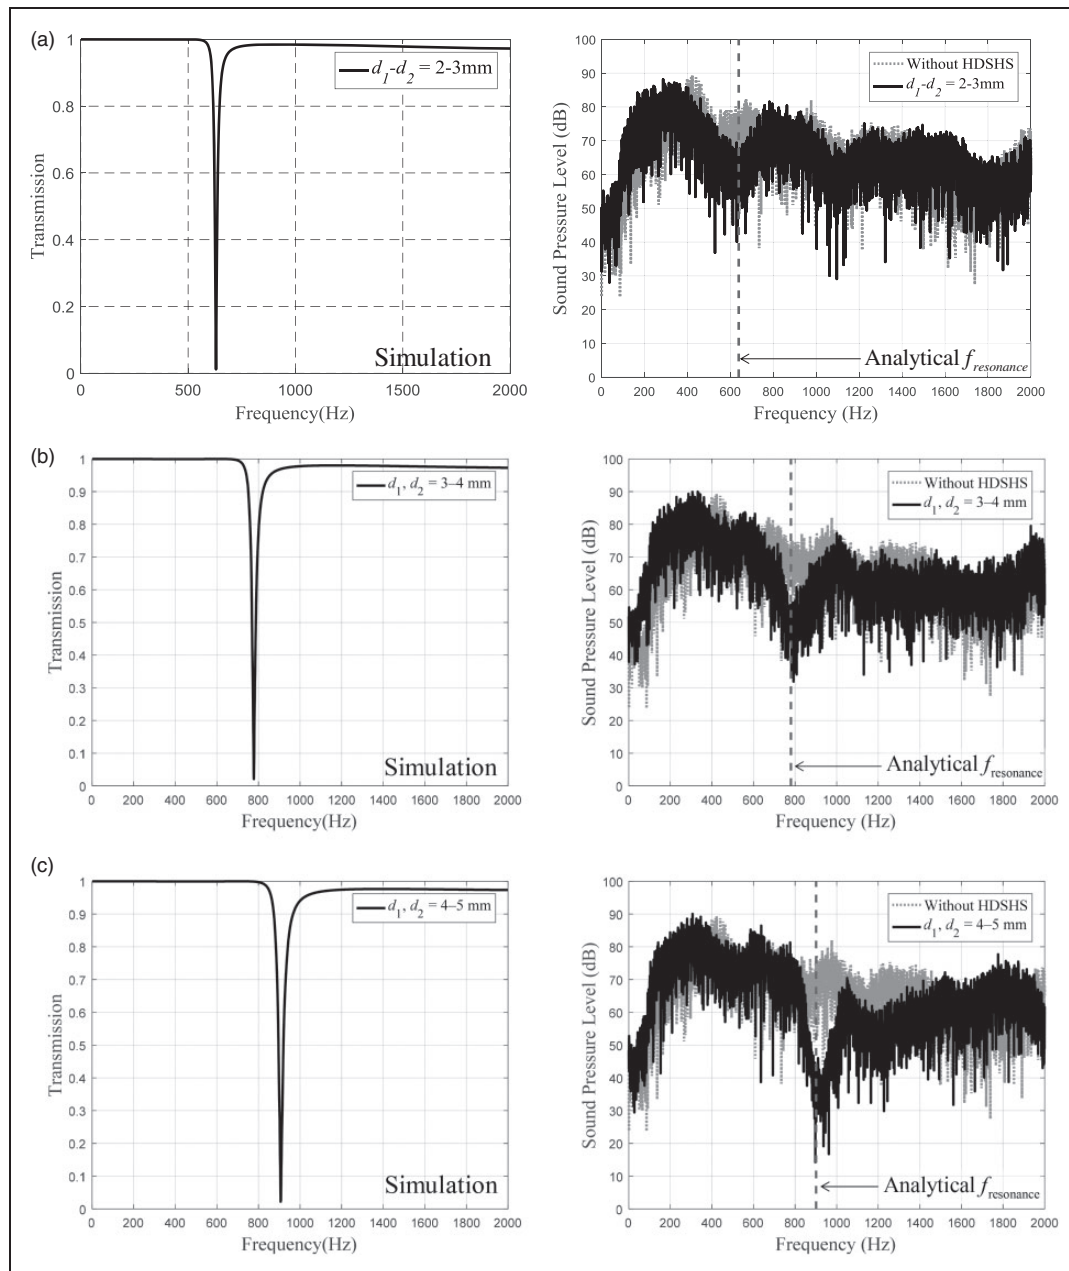 (a)
1
0.8
0.6
0.4
0.2
0
Transmission
d1-d2 = 2-3mm
Simulation
0 500 1000 1500 2000
Frequency(Hz)
100
90
80
70
60
50
40
30
20
10
0
Sound Pressure Level (dB)
Without HDSHS
d1-d2 = 2-3mm
Analytical fresonance
0 200 400 600 800 1000 1200 1400 1600 1800 2000
Frequency (Hz)
(b)
1
0.9
0.8
0.7
0.6
0.5
0.4
0.3
0.2
0.1
0
Transmission
d1, d2 = 3–4 mm
Simulation
0 200 400 600 800 1000 1200 1400 1600 1800 2000
Frequency(Hz)
100
90
80
70
60
50
40
30
20
10
0
Sound Pressure Level (dB)
Without HDSHS
d1, d2 = 3–4 mm
Analytical fresonance
0 200 400 600 800 1000 1200 1400 1600 1800 2000
Frequency (Hz)
(c)
1
0.9
0.8
0.7
0.6
0.5
0.4
0.3
0.2
0.1
0
Transmission
d1, d2 = 4–5 mm
Simulation
0 200 400 600 800 1000 1200 1400 1600 1800 2000
Frequency(Hz)
100
90
80
70
60
50
40
30
20
10
0
Sound Pressure Level (dB)
Without HDSHS
d1, d2 = 4–5 mm
Analytical fresonance
0 200 400 600 800 1000 1200 1400 1600 1800 2000
Frequency (Hz)